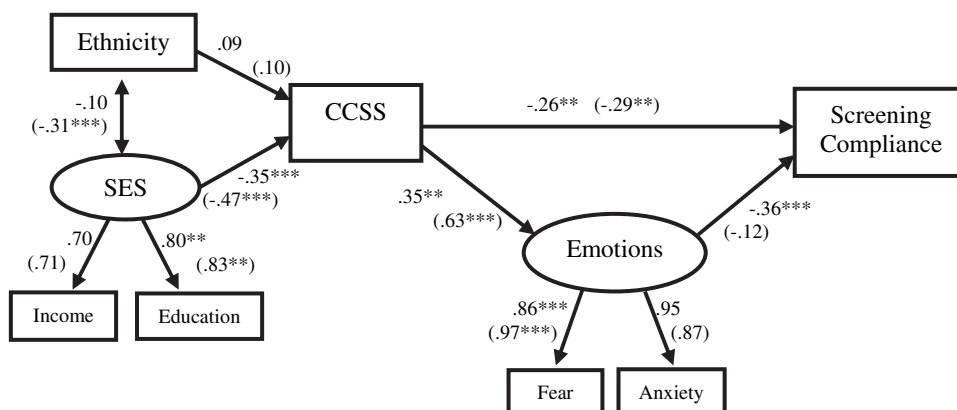 Ethnicity
.09
(.10)
-.10
(-.31***)
CCSS
-.26** (-.29**)
Screening
Compliance
SES
-.35***
(-.47***)
.35**
(.63***)
-.36***
(-.12)
.70
(.71)
.80**
(.83**)
Emotions
Income
Education
.86***
(.97***)
.95
(.87)
Fear
Anxiety